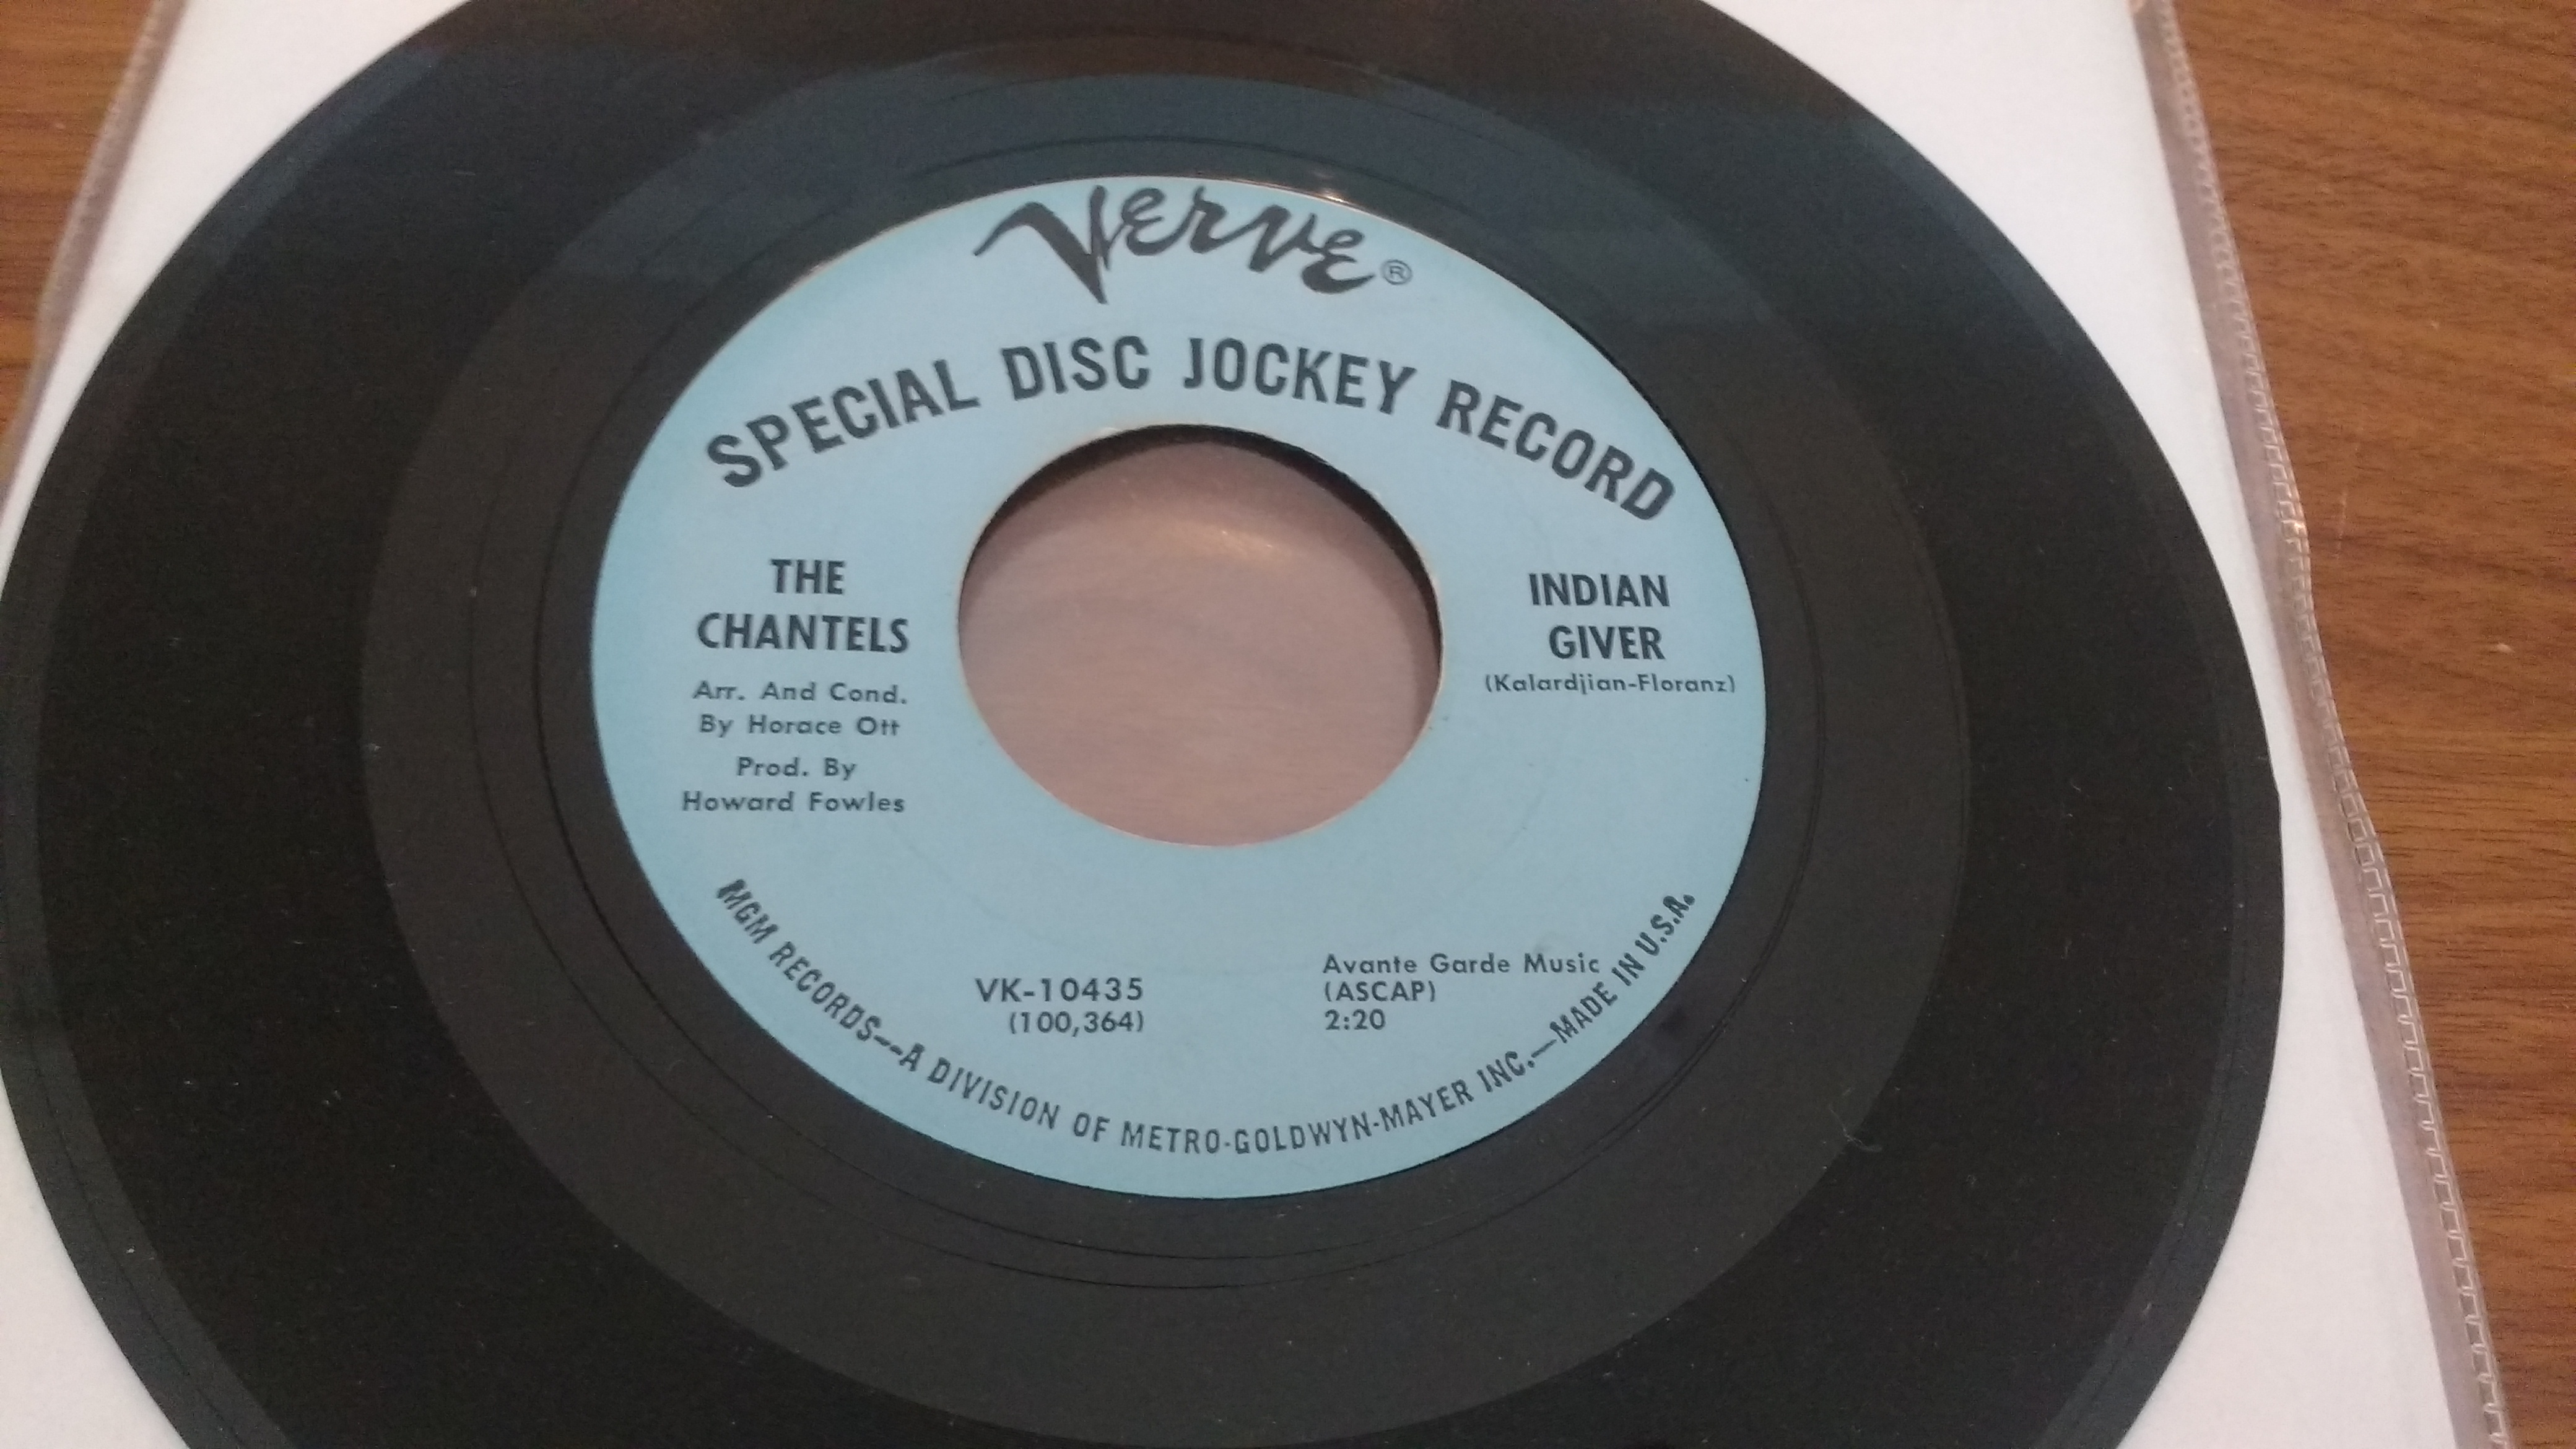 Verve®
SPECIAL DISC JOCKEY RECORD
THE
CHANTELS
Arr. And Cond.
By Horace Ott
Prod. By
Howard Fowles
INDIAN
GIVER
(Kalardjian-Floranz)
VK-10435
(100,364)
Avante Garde Music
(ASCAP)
2:20
MGM RECORDS--A DIVISION OF METRO-GOLDWYN-MAYER INC.—MADE IN U.S.A.